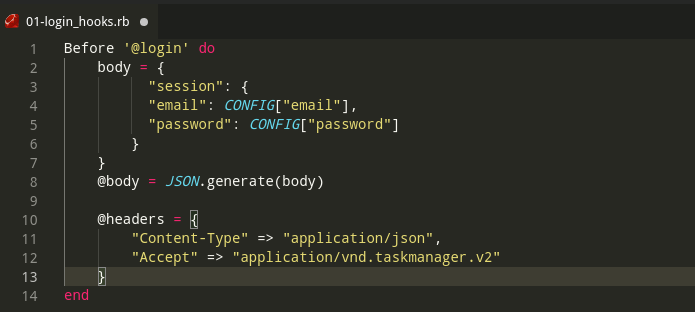 01-login_hooks.rb
1 Before '@login' do
2     body = {
3           "session": {
4           "email": CONFIG["email"],
5           "password": CONFIG["password"]
6         }
7     }
8     @body = JSON.generate(body)
9
10     @headers = {
11         "Content-Type" => "application/json",
12         "Accept" => "application/vnd.taskmanager.v2"
13     }
14 end